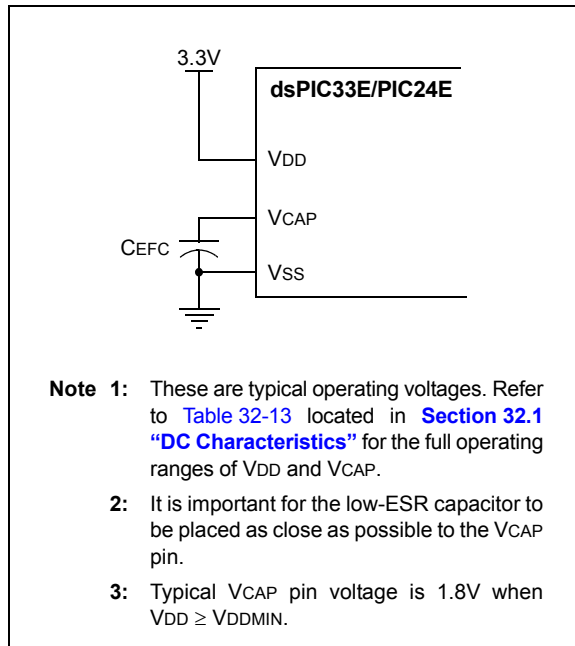 3.3V
dsPIC33E/PIC24E
VDD
VCAP
CEFC
VSS
Note 1: These are typical operating voltages. Refer
to Table 32-13 located in Section 32.1
"DC Characteristics" for the full operating
ranges of VDD and VCAP.
2: It is important for the low-ESR capacitor to
be placed as close as possible to the VCAP
pin.
3: Typical VCAP pin voltage is 1.8V when
VDD ≥ VDDMIN.